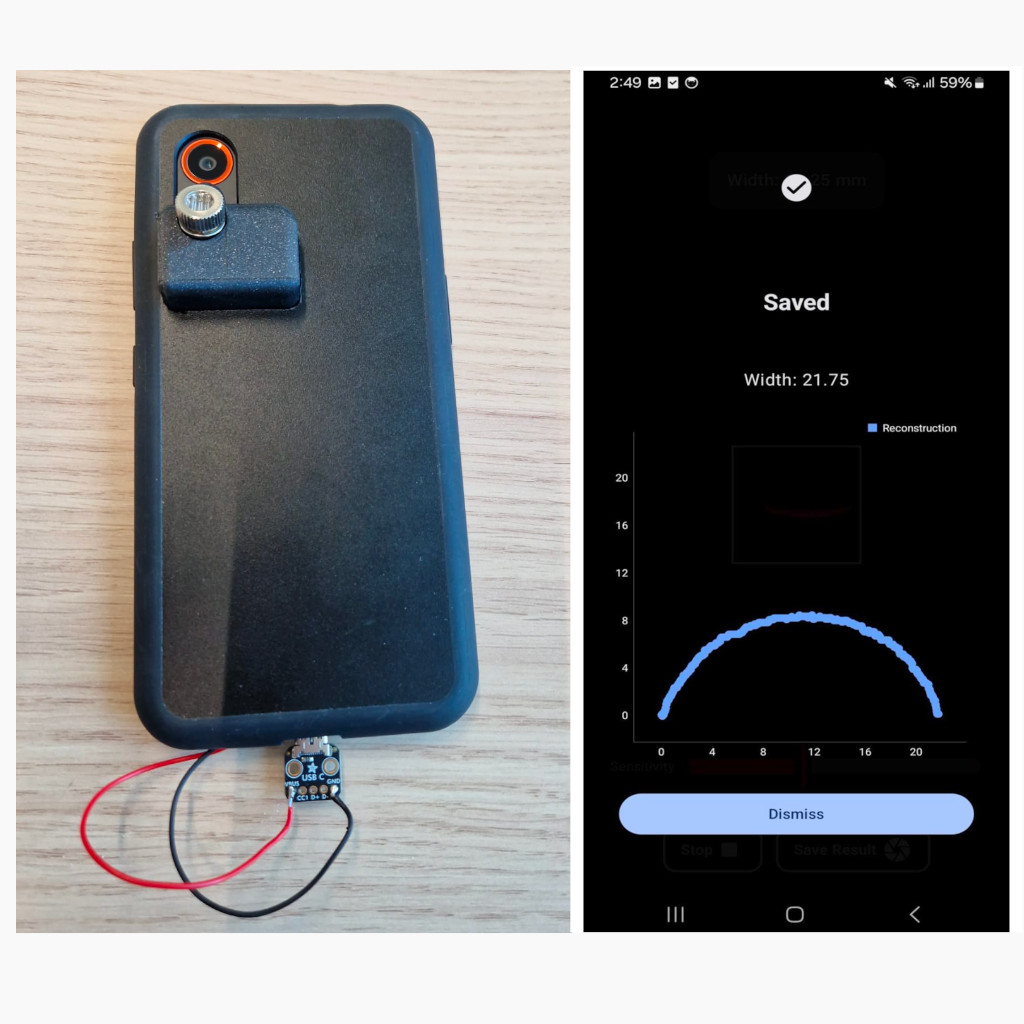 USB C
VBUS
GND
CC1 D+ D-
2:49
59%
Width: 25 mm
Saved
Width: 21.75
Reconstruction
20
16
12
8
4
0
0 4 8 12 16 20
Sensitivity
Dismiss
Stop
Save Result